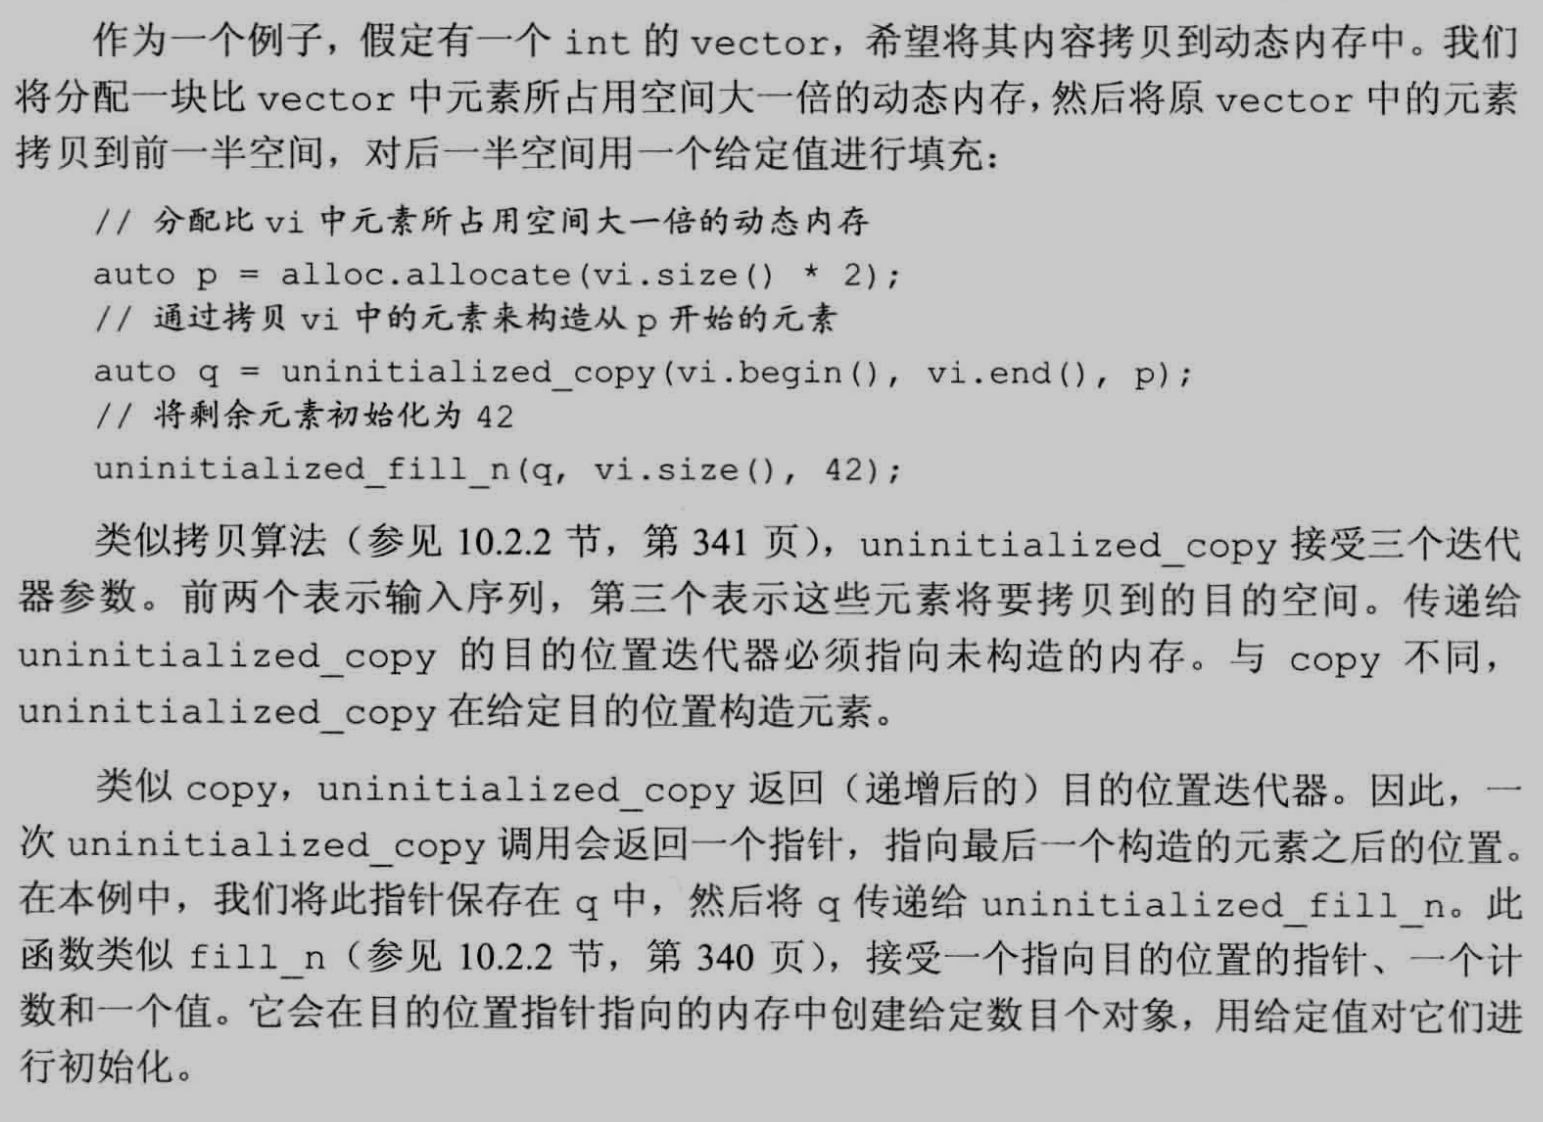 作为一个例子，假定有一个 int 的 vector，希望将其内容拷贝到动态内存中。我们
将分配一块比 vector 中元素所占用空间大一倍的动态内存，然后将原 vector 中的元素
拷贝到前一半空间，对后一半空间用一个给定值进行填充：
// 分配比 vi 中元素所占用空间大一倍的动态内存
auto p = alloc.allocate(vi.size() * 2);
// 通过拷贝 vi 中的元素来构造从 p 开始的元素
auto q = uninitialized_copy(vi.begin(), vi.end(), p);
// 将剩余元素初始化为 42
uninitialized_fill_n(q, vi.size(), 42);
类似拷贝算法（参见 10.2.2 节，第 341 页），uninitialized_copy 接受三个迭代
器参数。前两个表示输入序列，第三个表示这些元素将要拷贝到的目的空间。传递给
uninitialized_copy 的目的位置迭代器必须指向未构造的内存。与 copy 不同，
uninitialized_copy 在给定目的位置构造元素。
类似 copy，uninitialized_copy 返回（递增后的）目的位置迭代器。因此，一
次 uninitialized_copy 调用会返回一个指针，指向最后一个构造的元素之后的位置。
在本例中，我们将此指针保存在 q 中，然后将 q 传递给 uninitialized_fill_n。此
函数类似 fill_n（参见 10.2.2 节，第 340 页），接受一个指向目的位置的指针、一个计
数和一个值。它会在目的位置指针指向的内存中创建给定数目个对象，用给定值对它们进
行初始化。